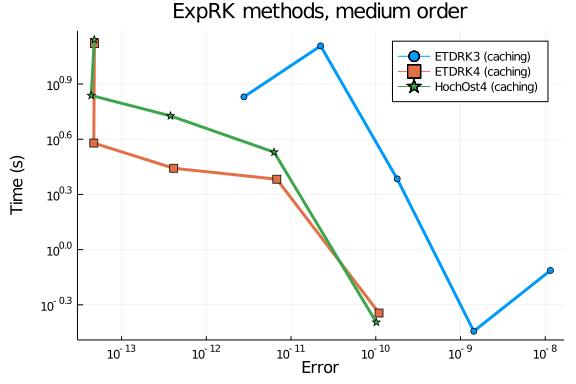 ExpRK methods, medium order
ETDRK3 (caching)
ETDRK4 (caching)
HochOst4 (caching)
Time (s)
10^0.9
10^0.6
10^0.3
10^0.0
10^-0.3
10^-13
10^-12
10^-11
10^-10
10^-9
10^-8
Error